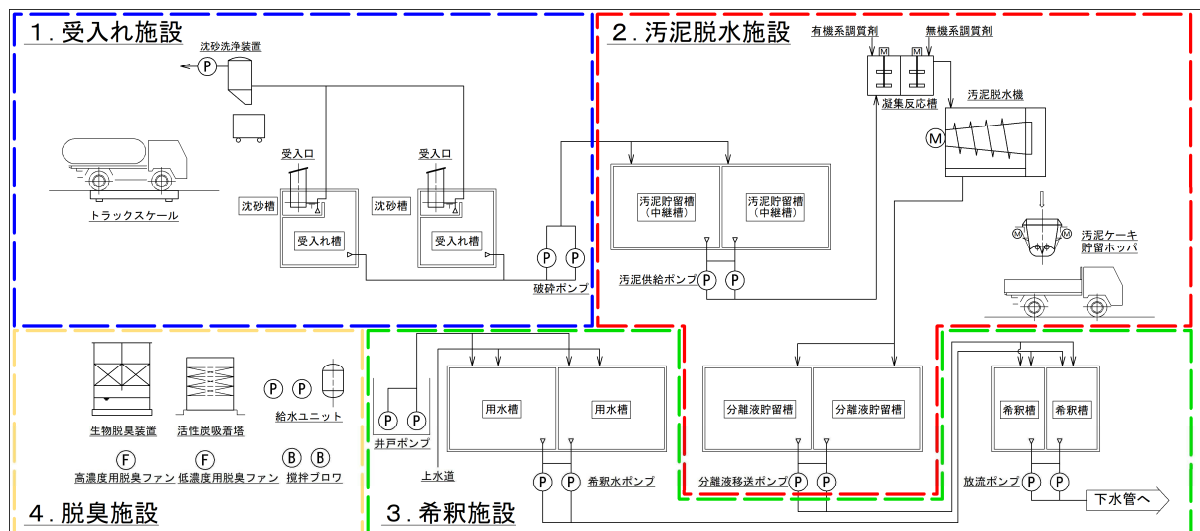 1.受入れ施設
沈砂洗浄装置
P
トラックスケール
受入口
受入口
沈砂槽
沈砂槽
受入れ槽
受入れ槽
P
P
破砕ポンプ
2.汚泥脱水施設
有機系調質剤
無機系調質剤
M
M
凝集反応槽
汚泥脱水機
M
汚泥貯留槽
(中継槽)
汚泥貯留槽
(中継槽)
汚泥供給ポンプ
P
P
M
M
汚泥ケーキ
貯留ホッパ
生物脱臭装置
活性炭吸着塔
P
P
給水ユニット
F
高濃度用脱臭ファン
F
低濃度用脱臭ファン
B
B
撹拌ブロワ
4.脱臭施設
P
P
井戸ポンプ
上水道
用水槽
用水槽
P
P
希釈水ポンプ
3.希釈施設
分離液貯留槽
分離液貯留槽
分離液移送ポンプ
P
P
希釈槽
希釈槽
放流ポンプ
P
P
下水管へ